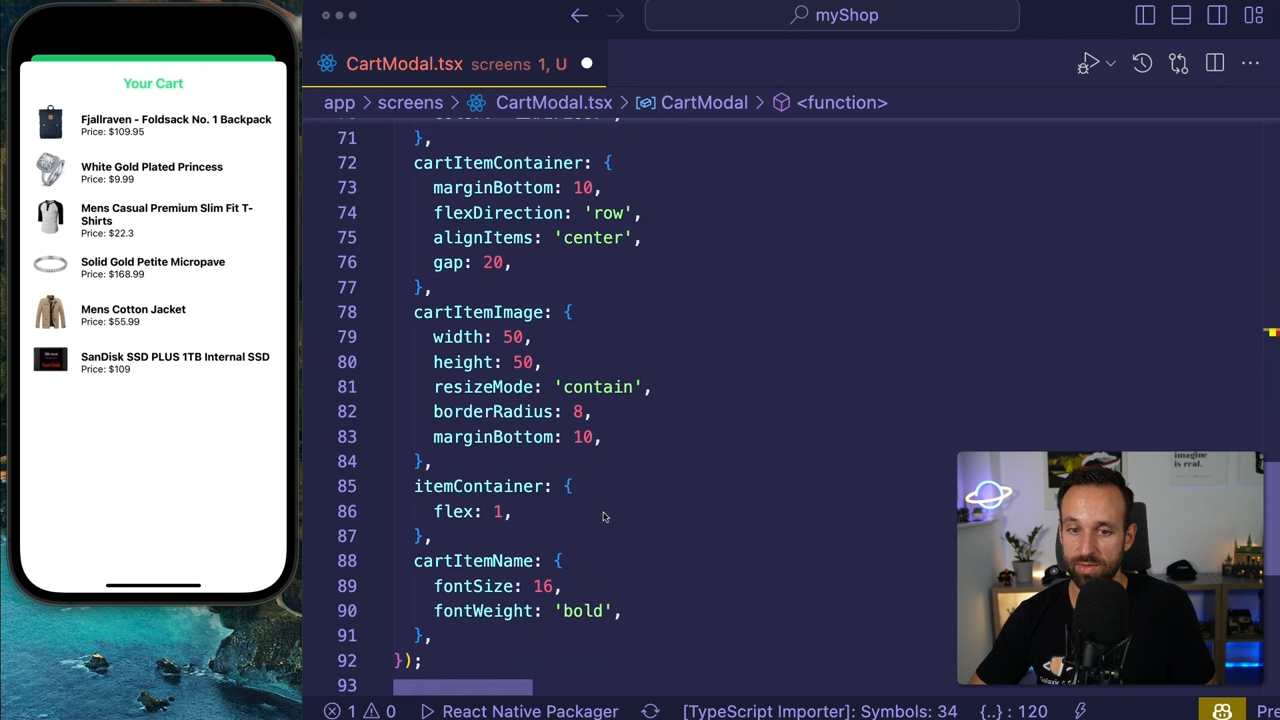 Your Cart
Fjallraven - Foldsack No. 1 Backpack
Price: $109.95
White Gold Plated Princess
Price: $9.99
Mens Casual Premium Slim Fit T-
Shirts
Price: $22.3
Solid Gold Petite Micropave
Price: $168.99
Mens Cotton Jacket
Price: $55.99
SanDisk SSD PLUS 1TB Internal SSD
Price: $109
myShop
CartModal.tsx screens 1, U
app > screens > CartModal.tsx > CartModal > <function>
71 },
72 cartItemContainer: {
73 marginBottom: 10,
74 flexDirection: 'row',
75 alignItems: 'center',
76 gap: 20,
77 },
78 cartItemImage: {
79 width: 50,
80 height: 50,
81 resizeMode: 'contain',
82 borderRadius: 8,
83 marginBottom: 10,
84 },
85 itemContainer: {
86 flex: 1,
87 },
88 cartItemName: {
89 fontSize: 16,
90 fontWeight: 'bold',
91 },
92 });
93
imagine
is real.
1 0 React Native Packager [TypeScript Importer]: Symbols: 34 {..} : 120 Pre